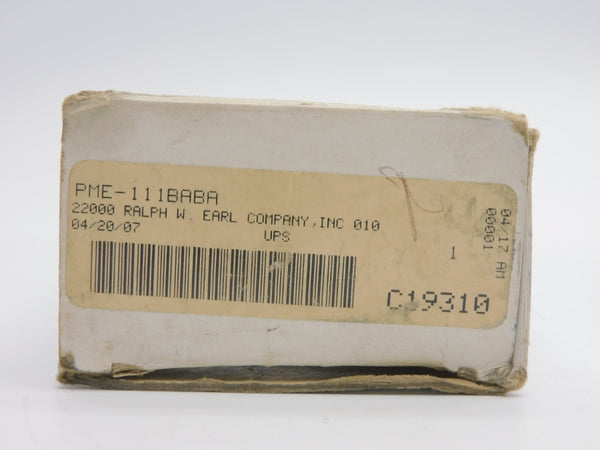 PME-111BABA
22000 RALPH W. EARL COMPANY,INC 010
04/20/07 UPS
1
C19310
04/17 AM
00001